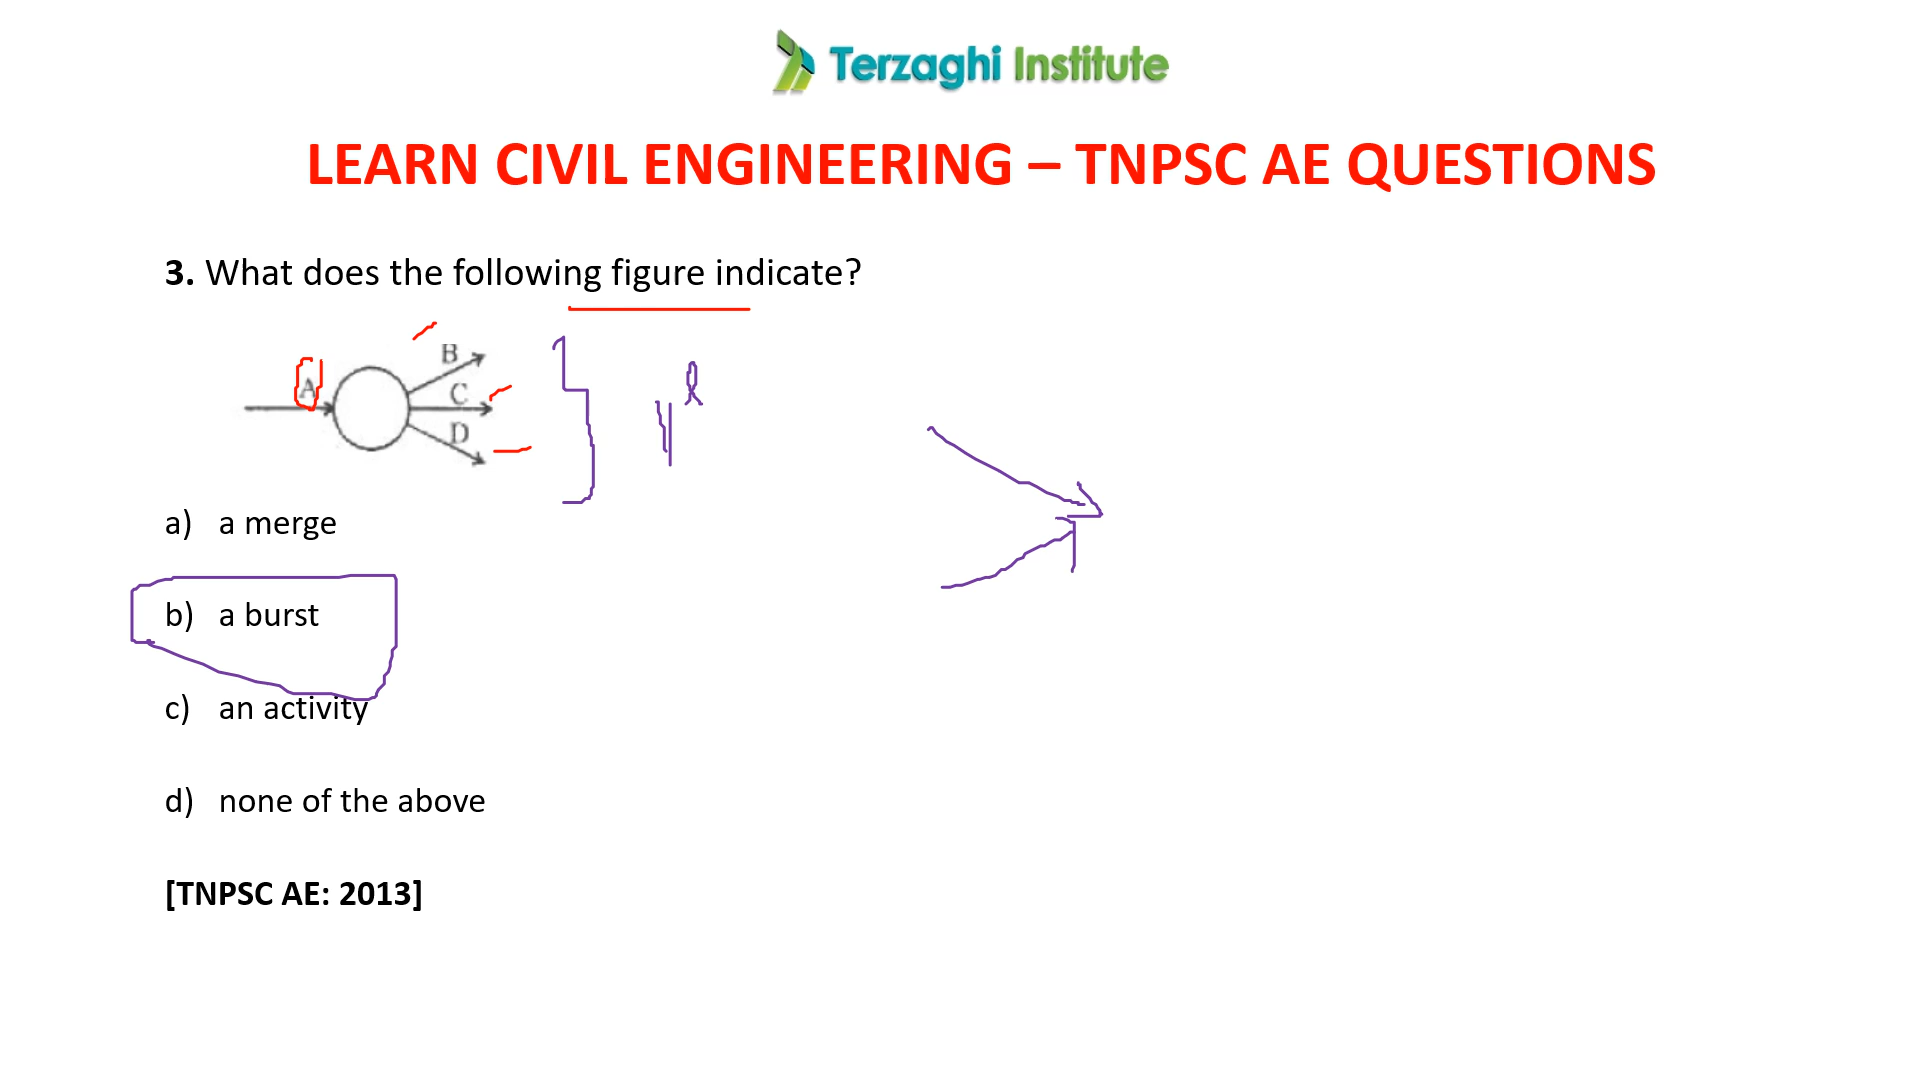 Terzaghi Institute
LEARN CIVIL ENGINEERING – TNPSC AE QUESTIONS
3. What does the following figure indicate?
B
A
C
D
a) a merge
b) a burst
c) an activity
d) none of the above
[TNPSC AE: 2013]